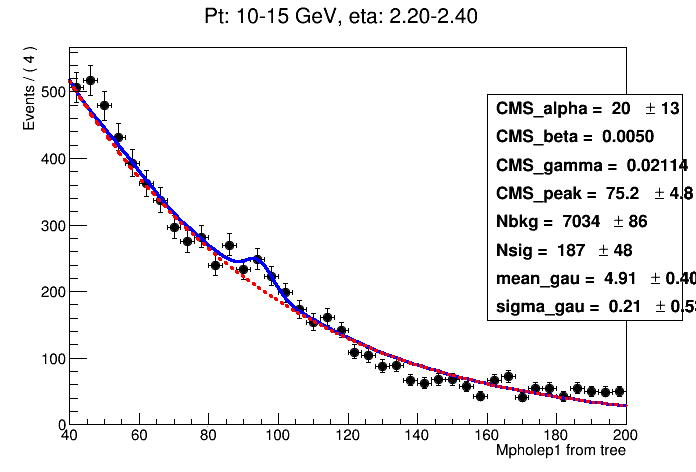 Pt: 10-15 GeV, eta: 2.20-2.40
Events / ( 4 )
500
400
300
200
100
0
40 60 80 100 120 140 160 180 200
Mpholep1 from tree
CMS_alpha = 20 ± 13
CMS_beta = 0.0050
CMS_gamma = 0.02114
CMS_peak = 75.2 ± 4.8
Nbkg = 7034 ± 86
Nsig = 187 ± 48
mean_gau = 4.91 ± 0.40
sigma_gau = 0.21 ±